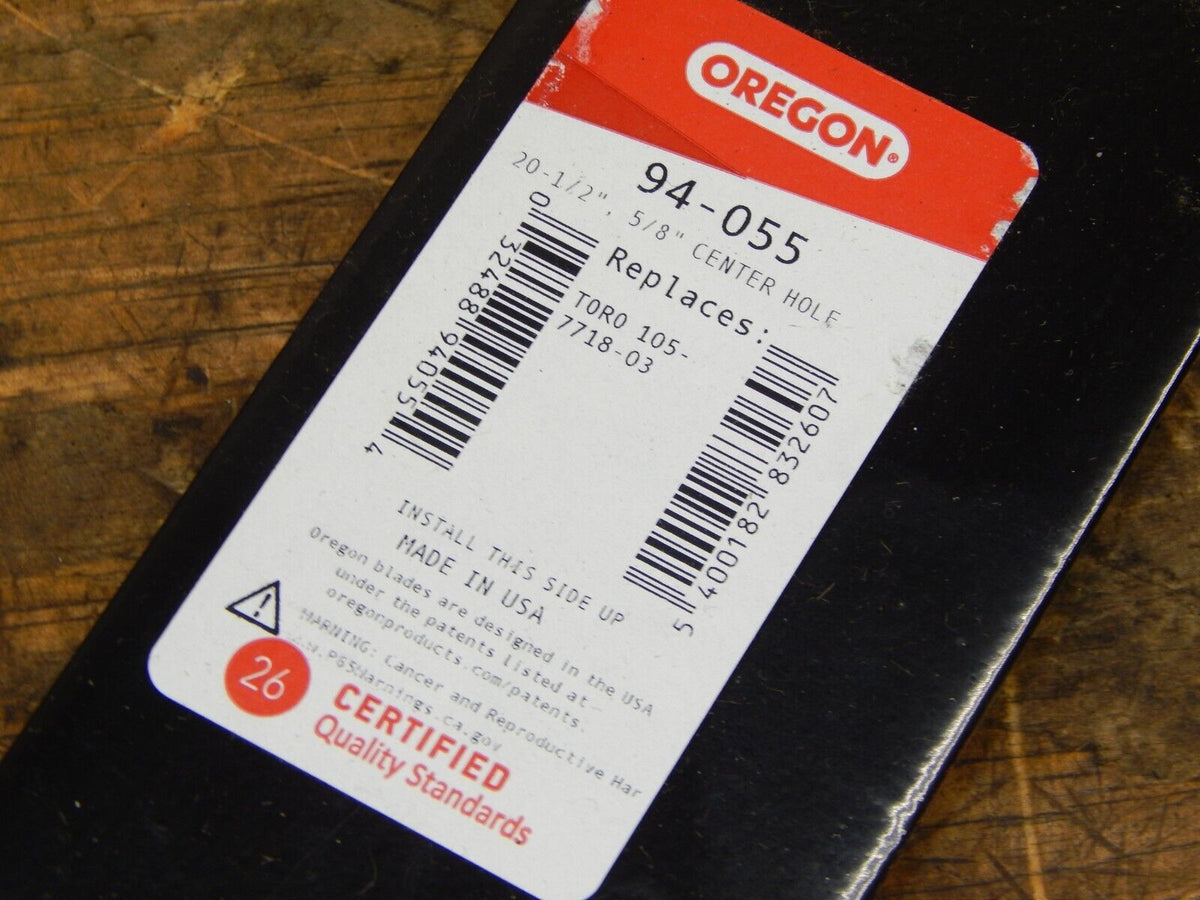 OREGON®
94-055
20-1/2", 5/8" CENTER HOLE
Replaces:
TORO 105-
7718-03
0 32488 94055 4
5 400182 832607
INSTALL THIS SIDE UP
MADE IN USA
Oregon blades are designed in the USA
under the patents listed at
oregonproducts.com/patents.
WARNING: Cancer and Reproductive Har
.P65Warnings.ca.gov
26
CERTIFIED
Quality Standards